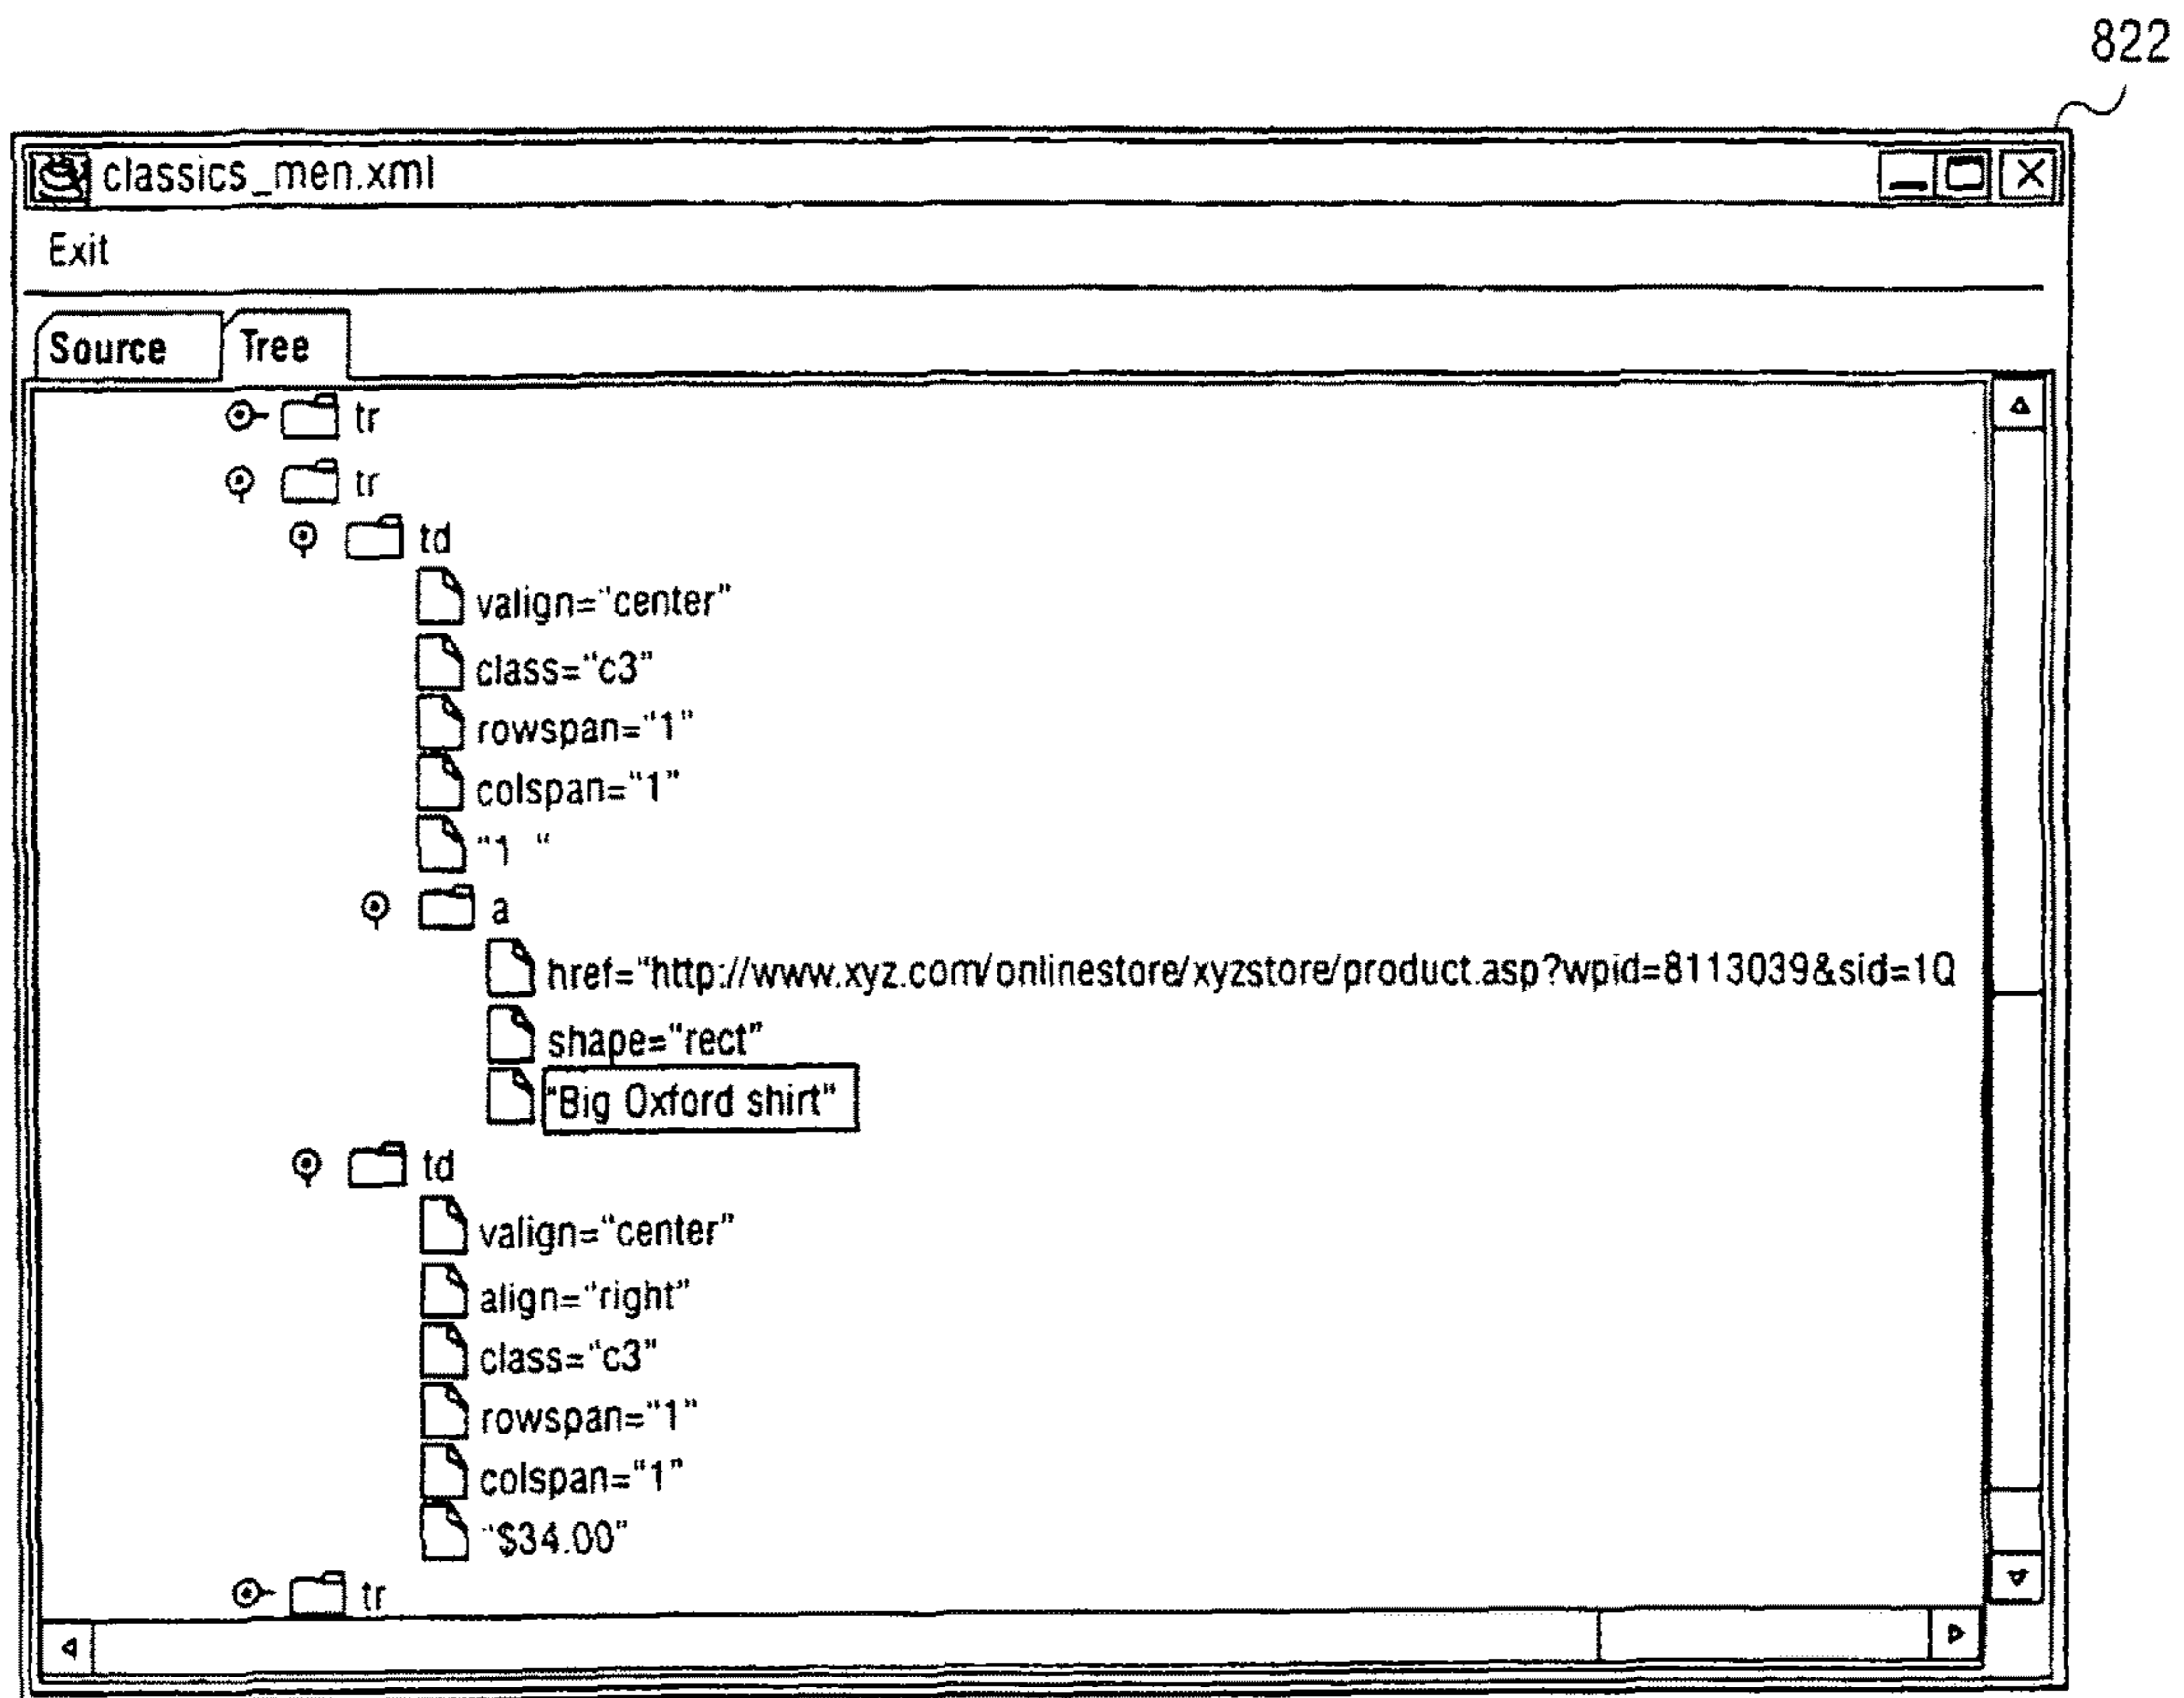 822
classics_men.xml
Exit
Source Tree
tr
tr
td
valign="center"
class="c3"
rowspan="1"
colspan="1"
"1 "
a
href="http://www.xyz.com/onlinestore/xyzstore/product.asp?wpid=8113039&sid=1Q
shape="rect"
"Big Oxford shirt"
td
valign="center"
align="right"
class="c3"
rowspan="1"
colspan="1"
"$34.00"
tr